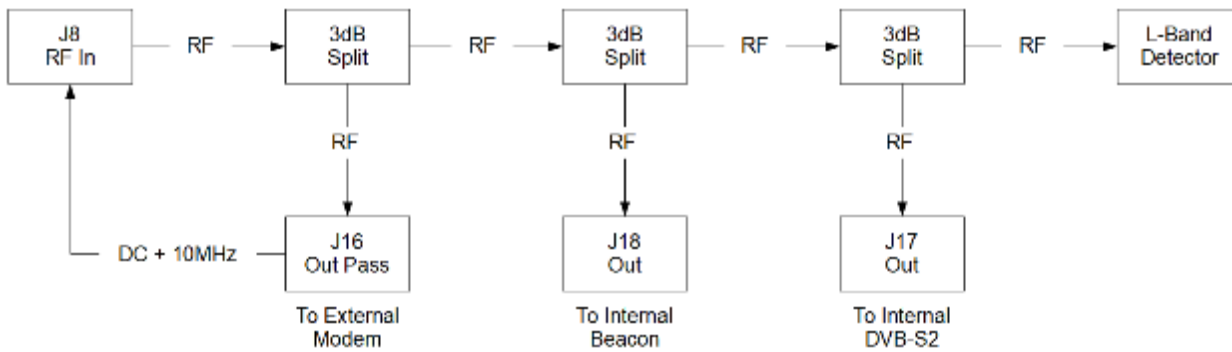 J8
RF In
RF
3dB
Split
RF
3dB
Split
RF
3dB
Split
RF
L-Band
Detector
RF
RF
RF
DC + 10MHz
J16
Out Pass
J18
Out
J17
Out
To External
Modem
To Internal
Beacon
To Internal
DVB-S2